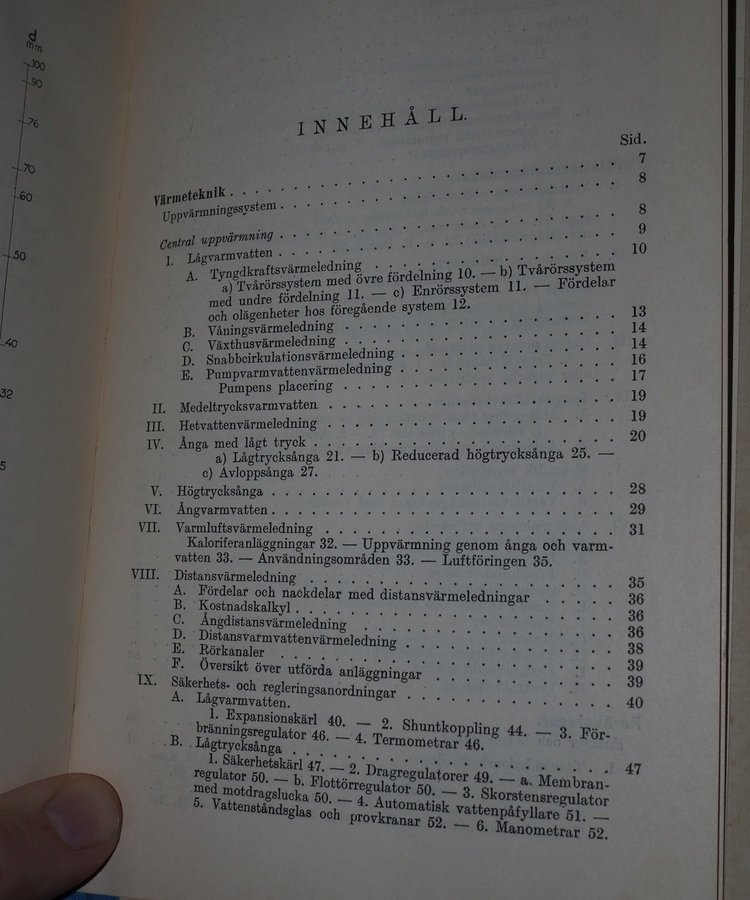 d
mm
100
90
76
70
60
50
40
32
5
INNEHÅLL.
Sid.
Värmeteknik . . . . . . . . . . 7
Uppvärmningssystem . . . . . . . . . . 8
Central uppvärmning . . . . . . . . . . 8
I. Lågvarmvatten . . . . . . . . . . 9
A. Tyngdkraftsvärmeledning . . . . . . . . . . 10
a) Tvårörssystem med övre fördelning 10. — b) Tvårörssystem
med undre fördelning 11. — c) Enrörssystem 11. — Fördelar
och olägenheter hos föregående system 12.
B. Våningsvärmeledning . . . . . . . . . . 13
C. Växthusvärmeledning . . . . . . . . . . 14
D. Snabbcirkulationsvärmeledning . . . . . . . . . . 14
E. Pumpvarmvattenvärmeledning . . . . . . . . . . 16
Pumpens placering . . . . . . . . . . 17
II. Medeltrycksvarmvatten . . . . . . . . . . 19
III. Hetvattenvärmeledning . . . . . . . . . . 19
IV. Ånga med lågt tryck . . . . . . . . . . 20
a) Lågtrycksånga 21. — b) Reducerad högtrycksånga 25. —
c) Avloppsånga 27.
V. Högtrycksånga . . . . . . . . . . 28
VI. Ångvarmvatten . . . . . . . . . . 29
VII. Varmluftsvärmeledning . . . . . . . . . . 31
Kaloriferanläggningar 32. — Uppvärmning genom ånga och varm-
vatten 33. — Användningsområden 33. — Luftföringen 35.
VIII. Distansvärmeledning . . . . . . . . . . 35
A. Fördelar och nackdelar med distansvärmeledningar . . . . . 36
B. Kostnadskalkyl . . . . . . . . . . 36
C. Ångdistansvärmeledning . . . . . . . . . . 36
D. Distansvarmvattenvärmeledning . . . . . . . . . . 38
E. Rörkanaler . . . . . . . . . . 39
F. Översikt över utförda anläggningar . . . . . . . . . . 39
IX. Säkerhets- och regleringsanordningar . . . . . . . . . . 40
A. Lågvarmvatten.
1. Expansionskärl 40. — 2. Shuntkoppling 44. — 3. För-
bränningsregulator 46. — 4. Termometrar 46.
B. Lågtrycksånga . . . . . . . . . . 47
1. Säkerhetskärl 47. — 2. Dragregulatorer 49. — a. Membran-
regulator 50. — b. Flottörregulator 50. — 3. Skorstensregulator
med motdragslucka 50. — 4. Automatisk vattenpåfyllare 51. —
5. Vattenståndsglas och provkranar 52. — 6. Manometrar 52.